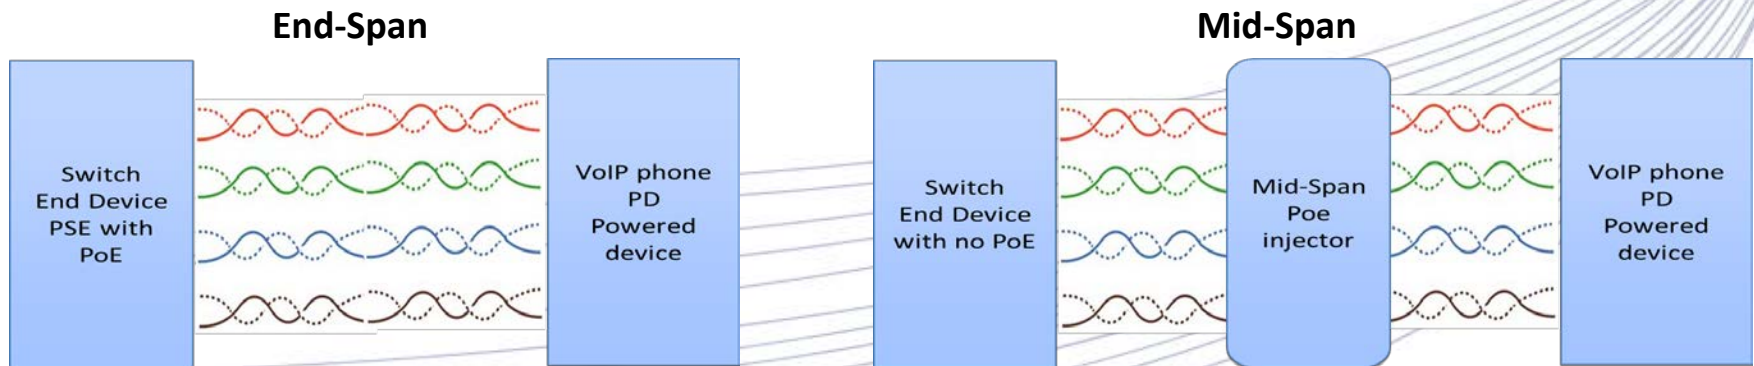 End-Span
Switch
End Device
PSE with
PoE
VoIP phone
PD
Powered
device
Mid-Span
Switch
End Device
with no PoE
Mid-Span
Poe
injector
VoIP phone
PD
Powered
device